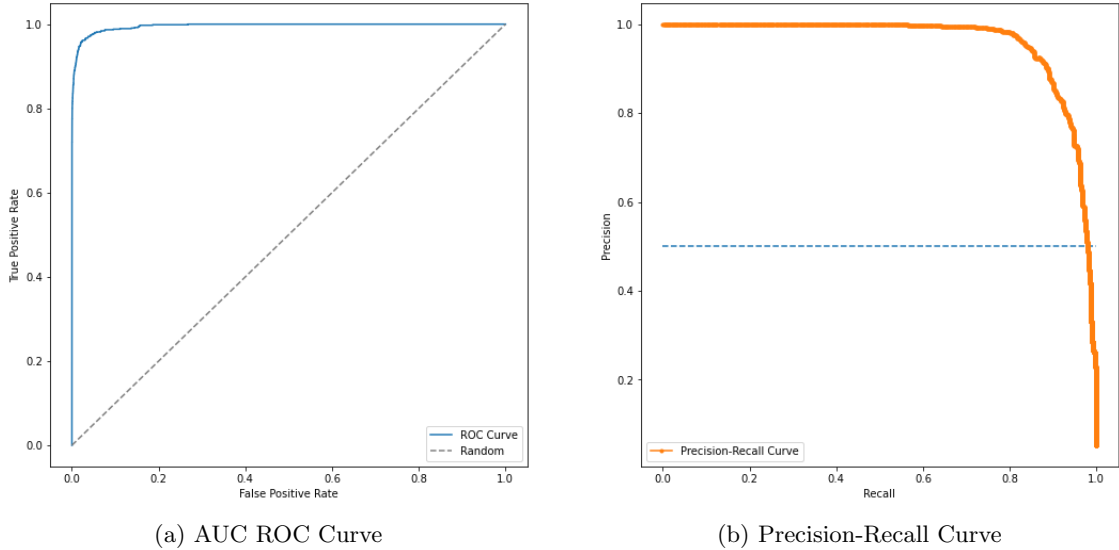 1.0
0.8
0.6
0.4
0.2
0.0
True Positive Rate
0.0 0.2 0.4 0.6 0.8 1.0
False Positive Rate
ROC Curve
Random
(a) AUC ROC Curve
1.0
0.8
0.6
0.4
0.2
Precision
0.0 0.2 0.4 0.6 0.8 1.0
Recall
Precision-Recall Curve
(b) Precision-Recall Curve